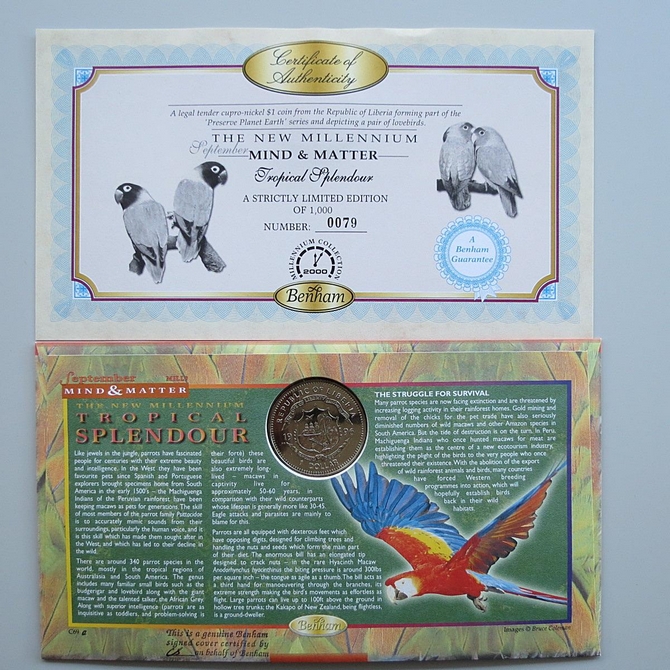 Certificate of
Authenticity
A legal tender cupro-nickel $1 coin from the Republic of Liberia forming part of the
'Preserve Planet Earth' series and depicting a pair of lovebirds.
THE NEW MILLENNIUM
September
MIND & MATTER
Tropical Splendour
A STRICTLY LIMITED EDITION
OF 1,000
NUMBER: 0079
MILLENNIUM COLLECTION
2000
A
Benham
Guarantee
Benham
September
MIND & MATTER
THE NEW MILLENNIUM
TROPICAL
SPLENDOUR
Like jewels in the jungle, parrots have fascinated
people for centuries with their extreme beauty
and intelligence. In the West they have been
favourite pets since Spanish and Portuguese
explorers brought specimens home from South
America in the early 1500's – the Machiguenga
Indians of the Peruvian rainforest, have been
keeping macaws as pets for generations. The skill
of most members of the parrot family Psittacidae
is to accurately mimic sounds from their
surroundings, particularly the human voice, and it
is this skill which has made them sought after in
the West, and which has led to their decline in
the wild.
There are around 340 parrot species in the
world, mostly in the tropical regions of
Australasia and South America. The genus
includes many familiar small birds such as the
budgerigar and lovebird along with the giant
macaw and the talented talker, the African Grey.
Along with superior intelligence (parrots are as
inquisitive as toddlers, and problem-solving is
their forté) these
beautiful birds are
also extremely long-
lived – macaws in
captivity live for
approximately 50-60 years, in
comparison with their wild counterparts
whose lifespan is generally more like 30-45.
Eagle attacks and parasites are mainly to
blame for this.
Parrots are all equipped with dexterous feet which
have opposing digits, designed for climbing trees and
handling the nuts and seeds which form the main part
of their diet. The enormous bill has an elongated tip
designed to crack nuts – in the rare Hyacinth Macaw
Anodorhynchus hyacinthinus the biting pressure is around 300lbs
per square inch – the tongue as agile as a thumb. The bill acts as
a third hand for manoeuvering through the branches, its
extreme strength making the bird's movements as effortless as
flight. Large parrots can live up to 100ft above the ground in
hollow tree trunks; the Kakapo of New Zealand, being flightless,
is a ground-dweller.
REPUBLIC OF LIBERIA
DOLLAR
THE STRUGGLE FOR SURVIVAL
Many parrot species are now facing extinction and are threatened by
increasing logging activity in their rainforest homes. Gold mining and
removal of the chicks for the pet trade have also seriously
diminished numbers of wild macaws and other Amazon species in
South America. But the tide of destruction is on the turn. In Peru,
Machiguenga Indians who once hunted macaws for meat are
establishing them as the centre of a new ecotourism industry,
highlighting the plight of the birds to the very people who once
threatened their existence. With the abolition of the export
of wild rainforest animals and birds, many countries
have forced Western breeding
programmes into action, which will
hopefully establish birds
back in their wild
habitats.
This is a genuine Benham
signed cover certified by
on behalf of Benham
Benham
Images © Bruce Coleman